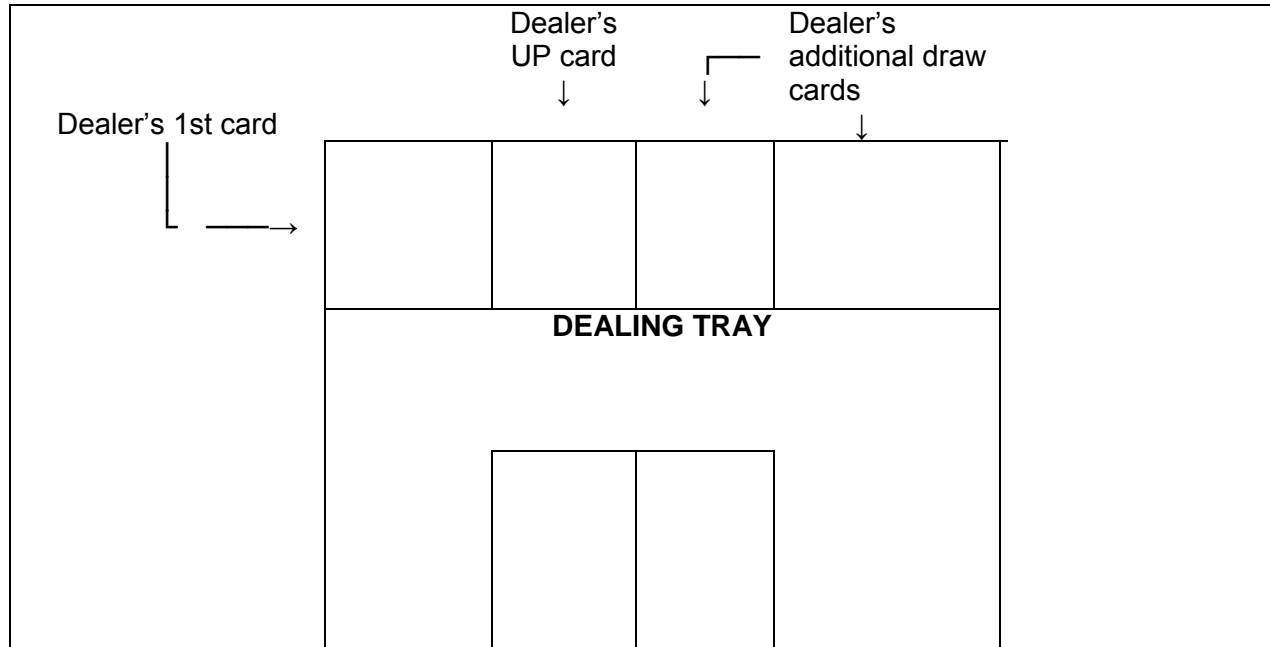 Dealer’s
UP card
Dealer’s
additional draw
cards
Dealer’s 1st card
DEALING TRAY